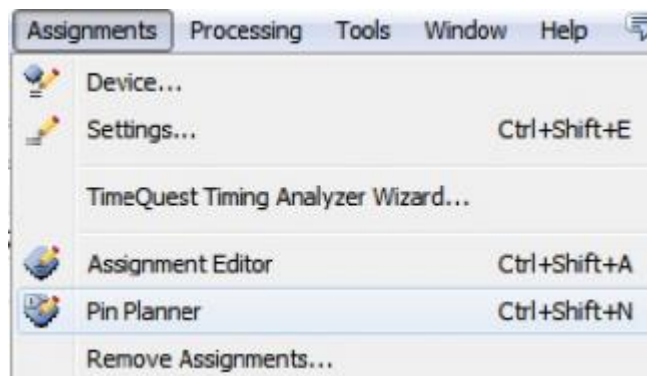 Assignments Processing Tools Window Help
Device...
Settings... Ctrl+Shift+E
TimeQuest Timing Analyzer Wizard...
Assignment Editor Ctrl+Shift+A
Pin Planner Ctrl+Shift+N
Remove Assignments...